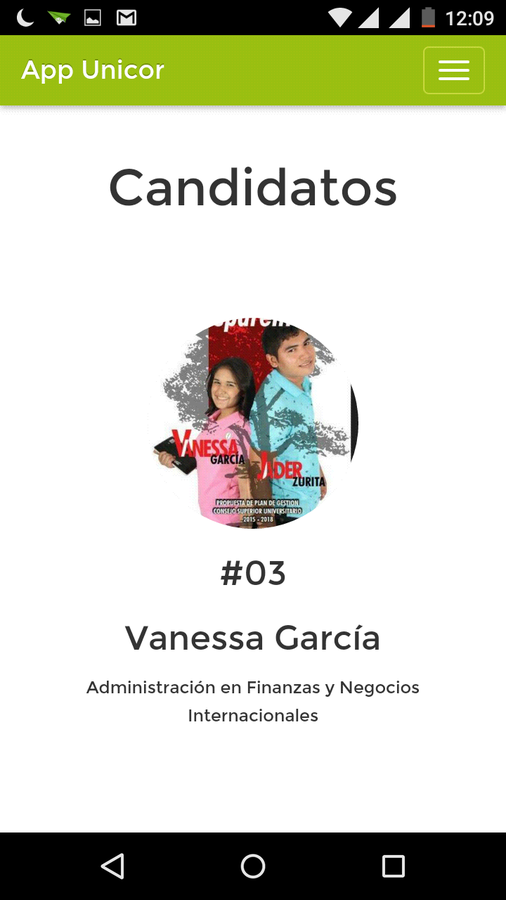 12:09
App Unicor
Candidatos
VANESSA
GARCÍA
YIDER
ZURITA
PROPUESTA DE PLAN DE GESTION
CONSEJO SUPERIOR UNIVERSITARIO
2015 - 2018
#03
Vanessa García
Administración en Finanzas y Negocios
Internacionales